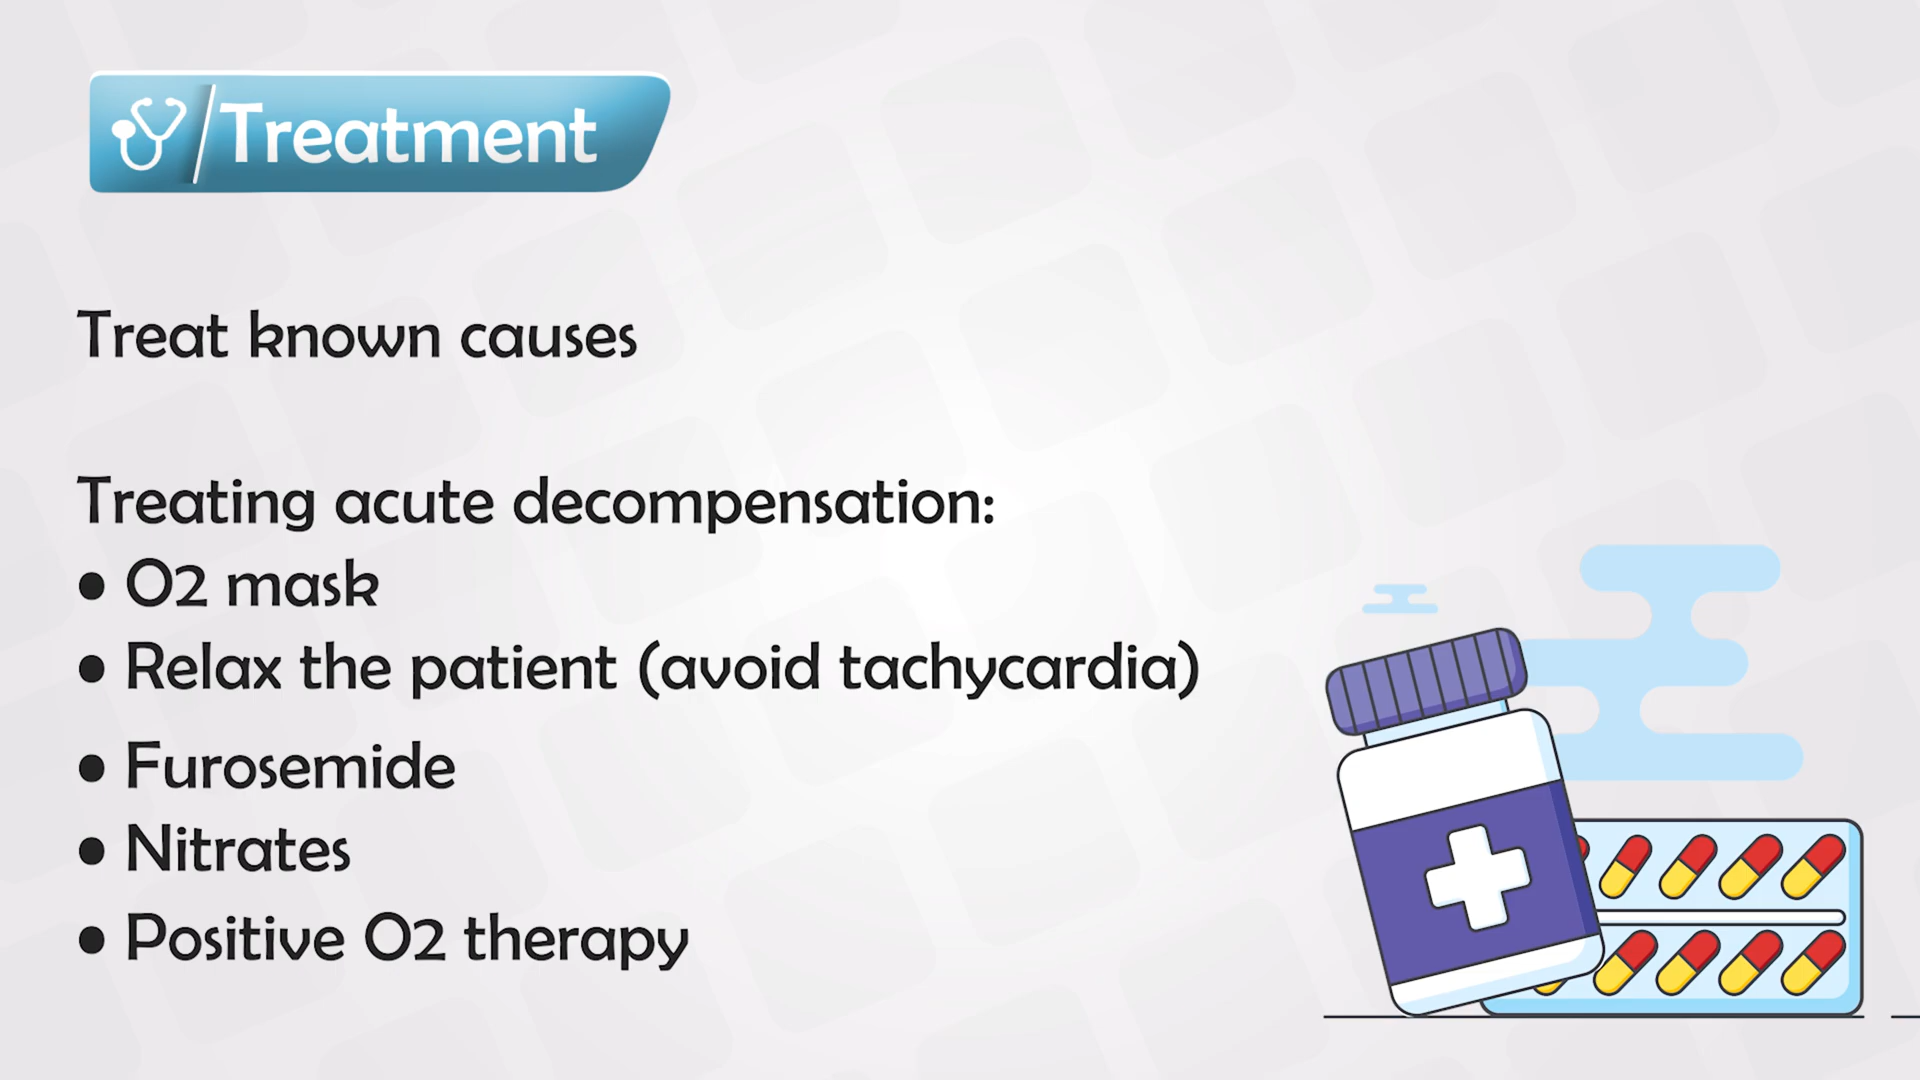 Treatment
Treat known causes
Treating acute decompensation:
• O2 mask
• Relax the patient (avoid tachycardia)
• Furosemide
• Nitrates
• Positive O2 therapy